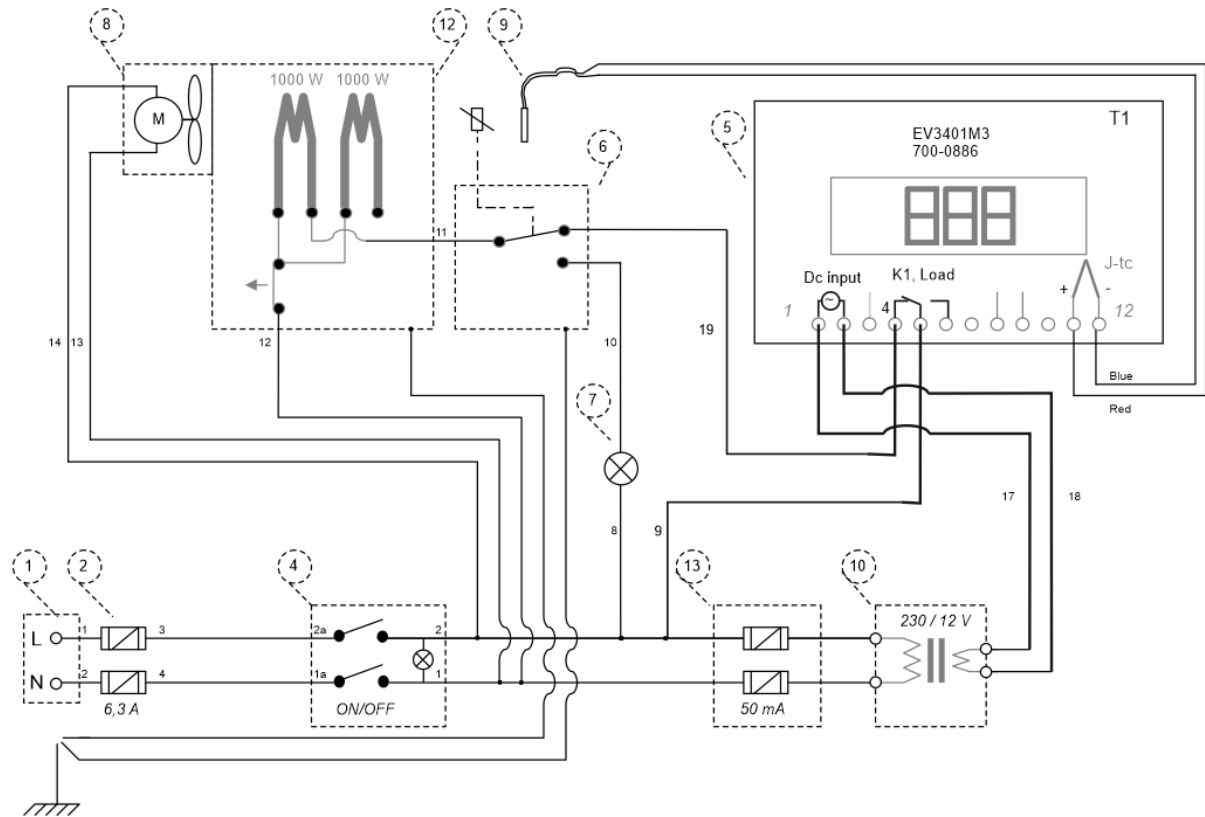 8
12
9
1000 W 1000 W
M
5
T1
EV3401M3
700-0886
6
888
11
Dc input
K1, Load
J-tc
+ -
1
~
4
12
14
13
12
10
19
Blue
Red
7
17
18
8
9
1
2
4
13
10
230 / 12 V
L
1
3
2a
2
N
2
4
1a
1
6,3 A
ON/OFF
50 mA